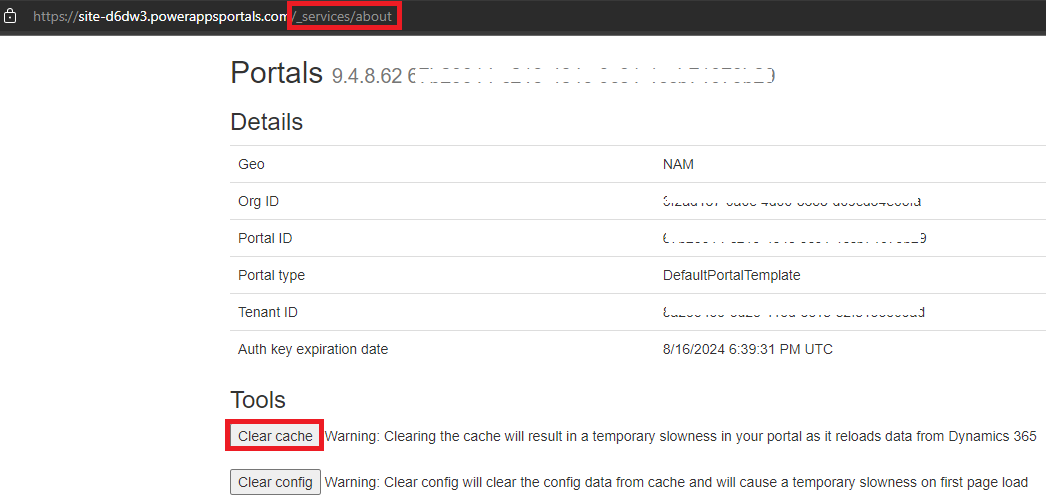 https://site-d6dw3.powerappsportals.com/_services/about
Portals 9.4.8.62
Details
Geo NAM
Org ID
Portal ID
Portal type DefaultPortalTemplate
Tenant ID
Auth key expiration date 8/16/2024 6:39:31 PM UTC
Tools
Clear cache Warning: Clearing the cache will result in a temporary slowness in your portal as it reloads data from Dynamics 365
Clear config Warning: Clear config will clear the config data from cache and will cause a temporary slowness on first page load